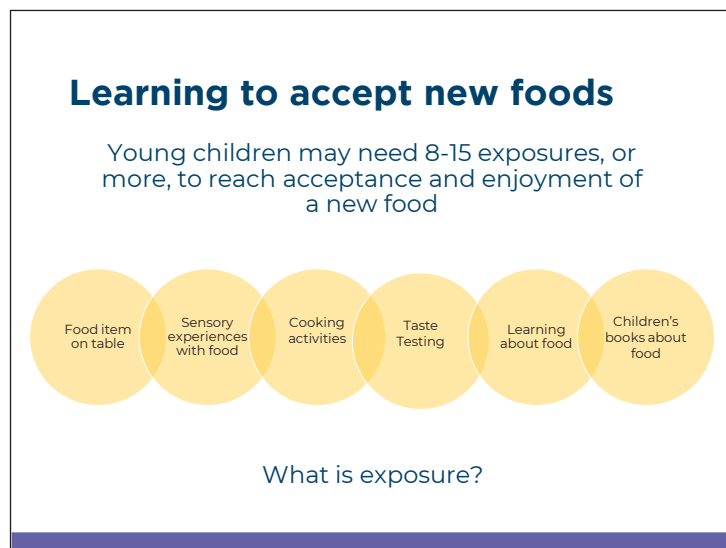 Learning to accept new foods
Young children may need 8-15 exposures, or
more, to reach acceptance and enjoyment of
a new food
Food item
on table
Sensory
experiences
with food
Cooking
activities
Taste
Testing
Learning
about food
Children’s
books about
food
What is exposure?